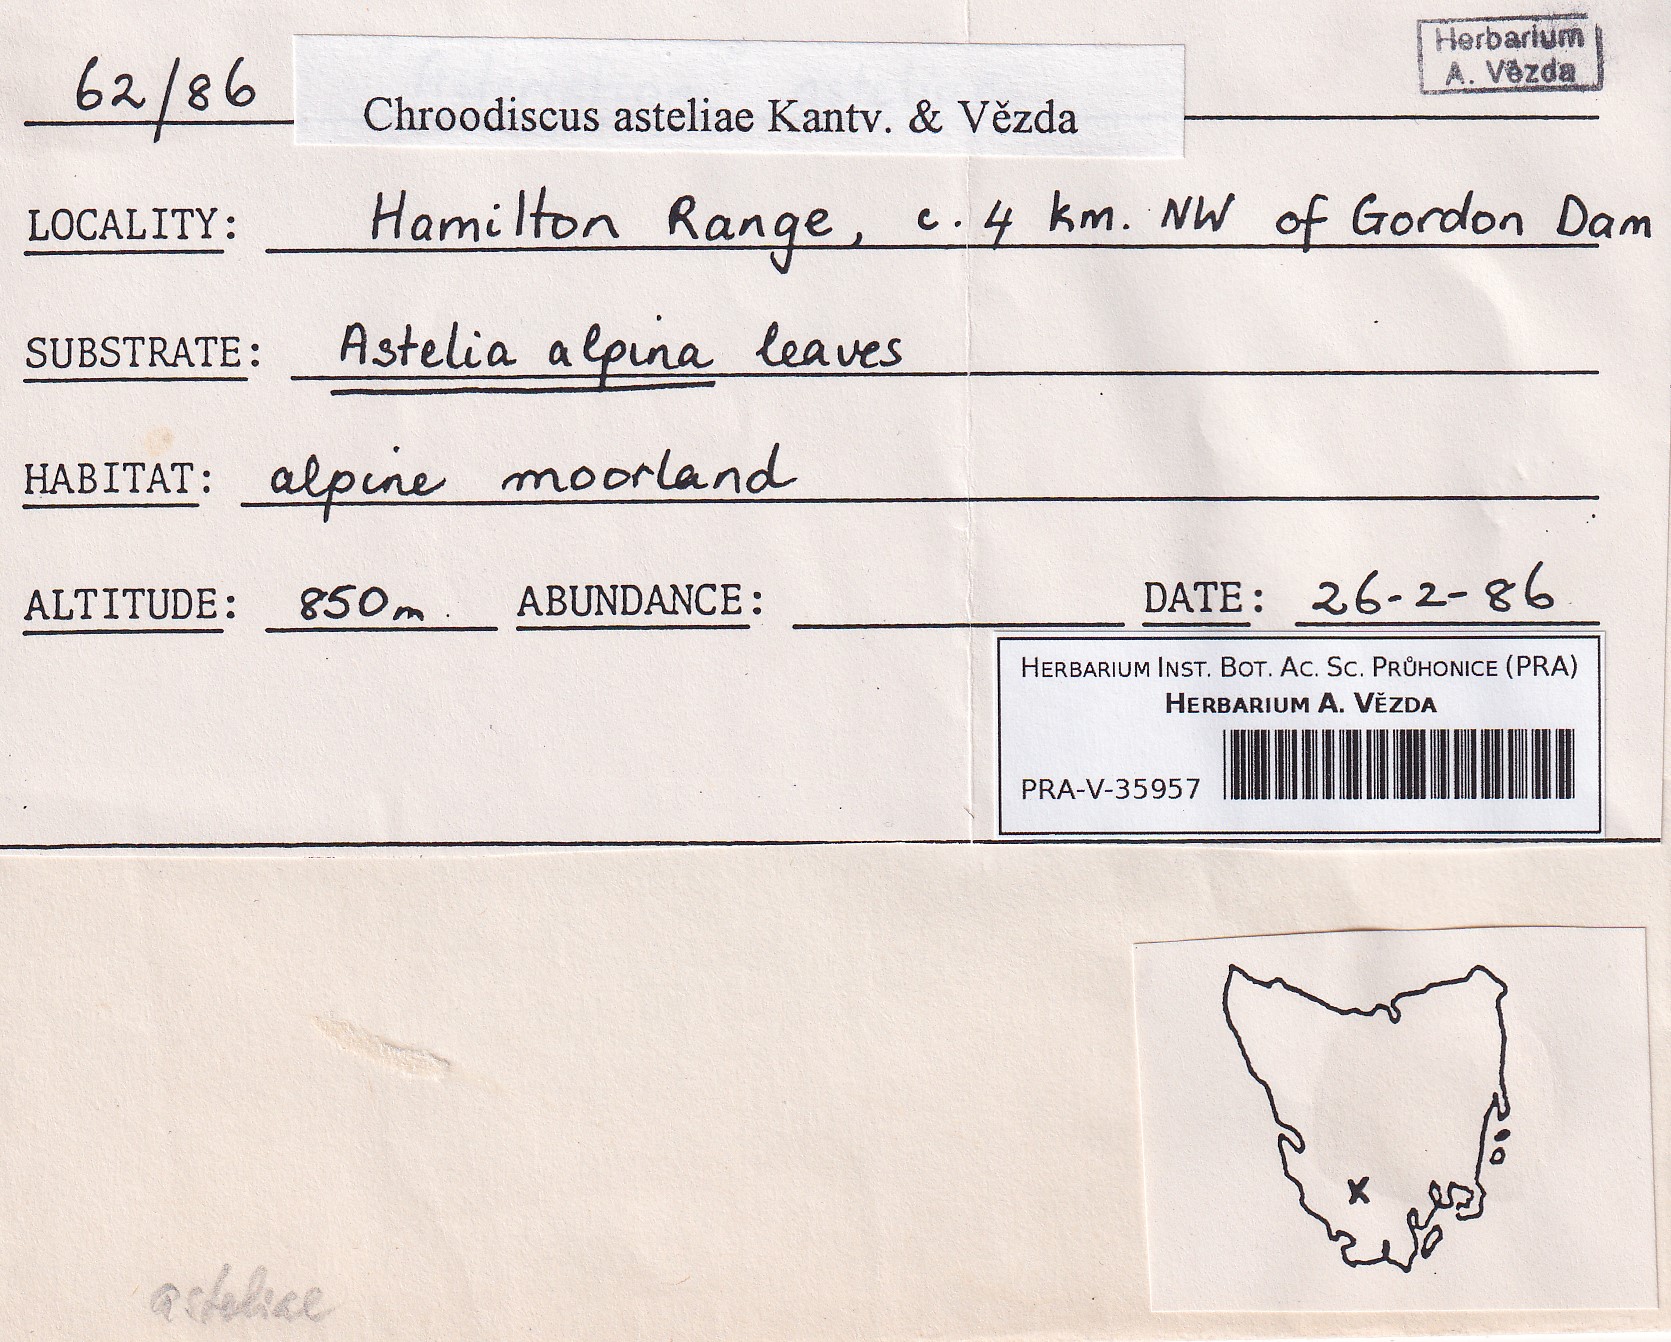 Herbarium
A. Vězda
62/86
Chroodiscus asteliae Kantv. & Vězda
LOCALITY: Hamilton Range, c. 4 km. NW of Gordon Dam
SUBSTRATE: Astelia alpina leaves
HABITAT: alpine moorland
ALTITUDE: 850m. ABUNDANCE: DATE: 26-2-86
HERBARIUM INST. BOT. AC. SC. PRŮHONICE (PRA)
HERBARIUM A. VĚZDA
PRA-V-35957
x
asteliae